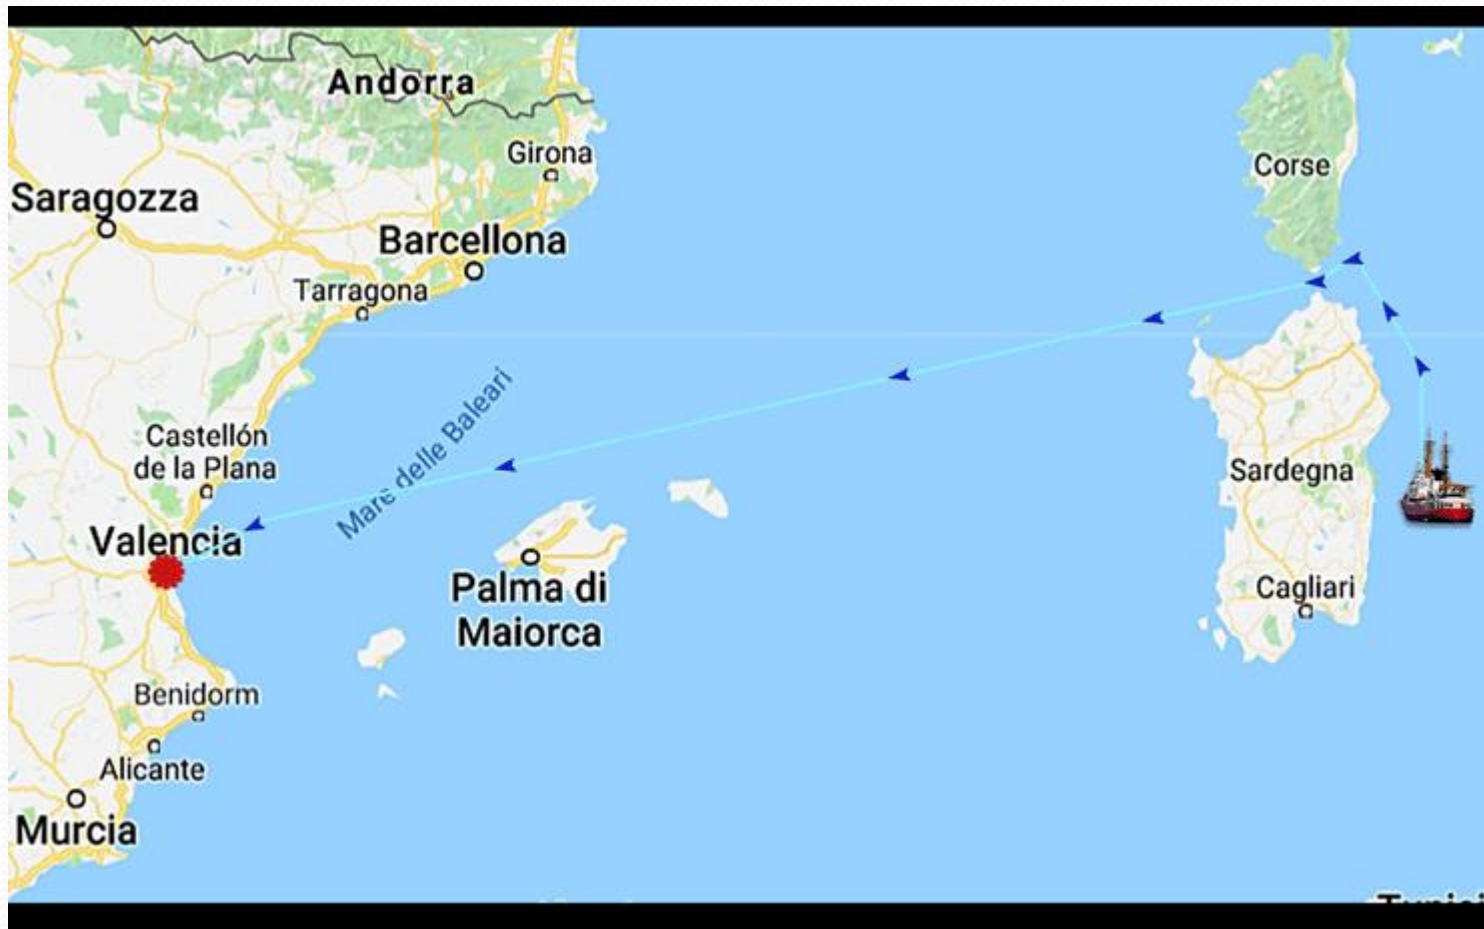 Andorra
Girona
Corse
Saragozza
Barcellona
Tarragona
Mare delle Baleari
Castellón
de la Plana
Sardegna
Valencia
Palma di
Maiorca
Cagliari
Benidorm
Alicante
Murcia